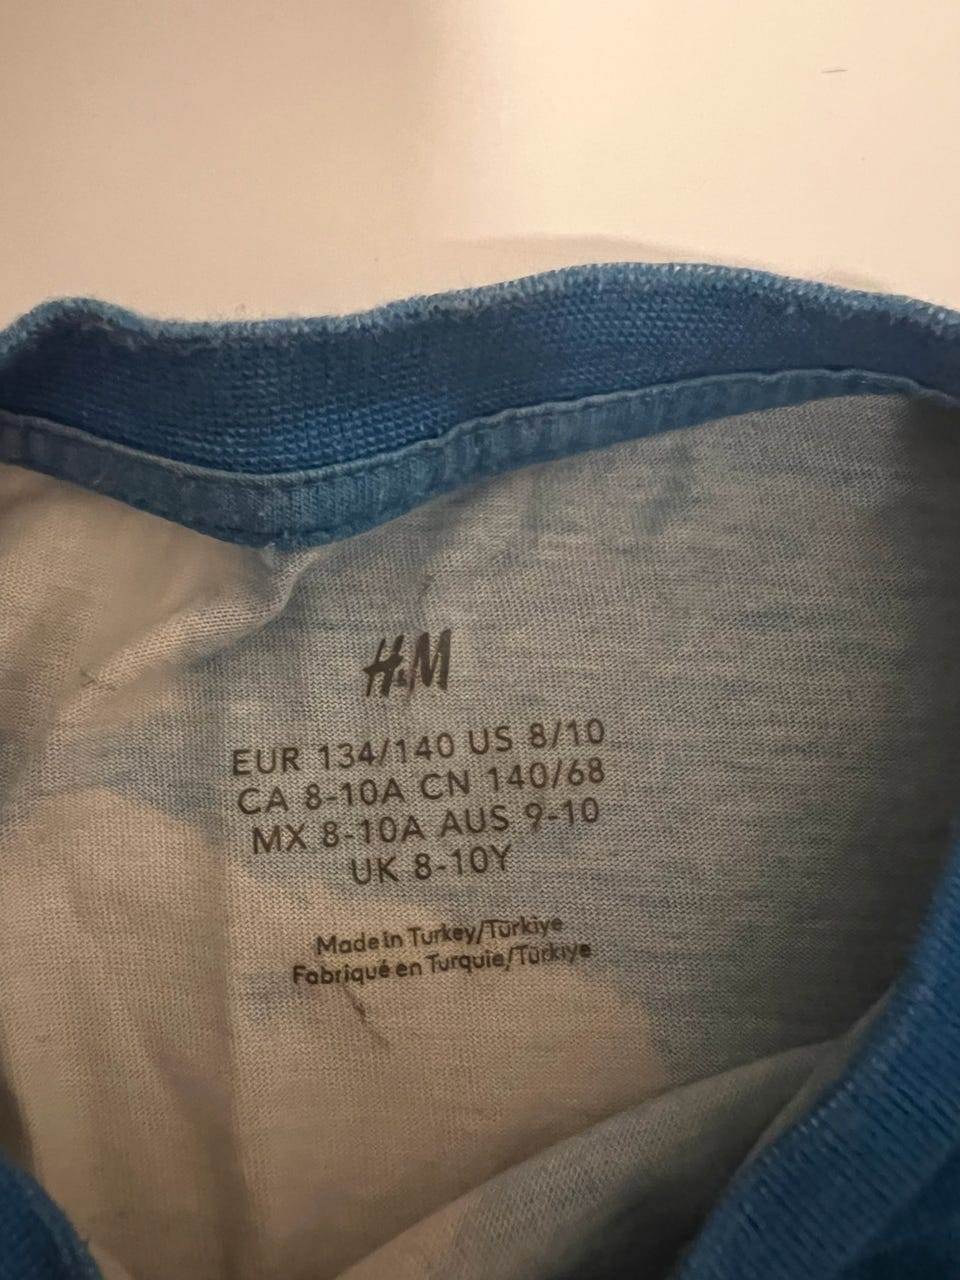 H&M
EUR 134/140 US 8/10
CA 8-10A CN 140/68
MX 8-10A AUS 9-10
UK 8-10Y
Made in Turkey/Türkiye
Fabriqué en Turquie/Türkiye